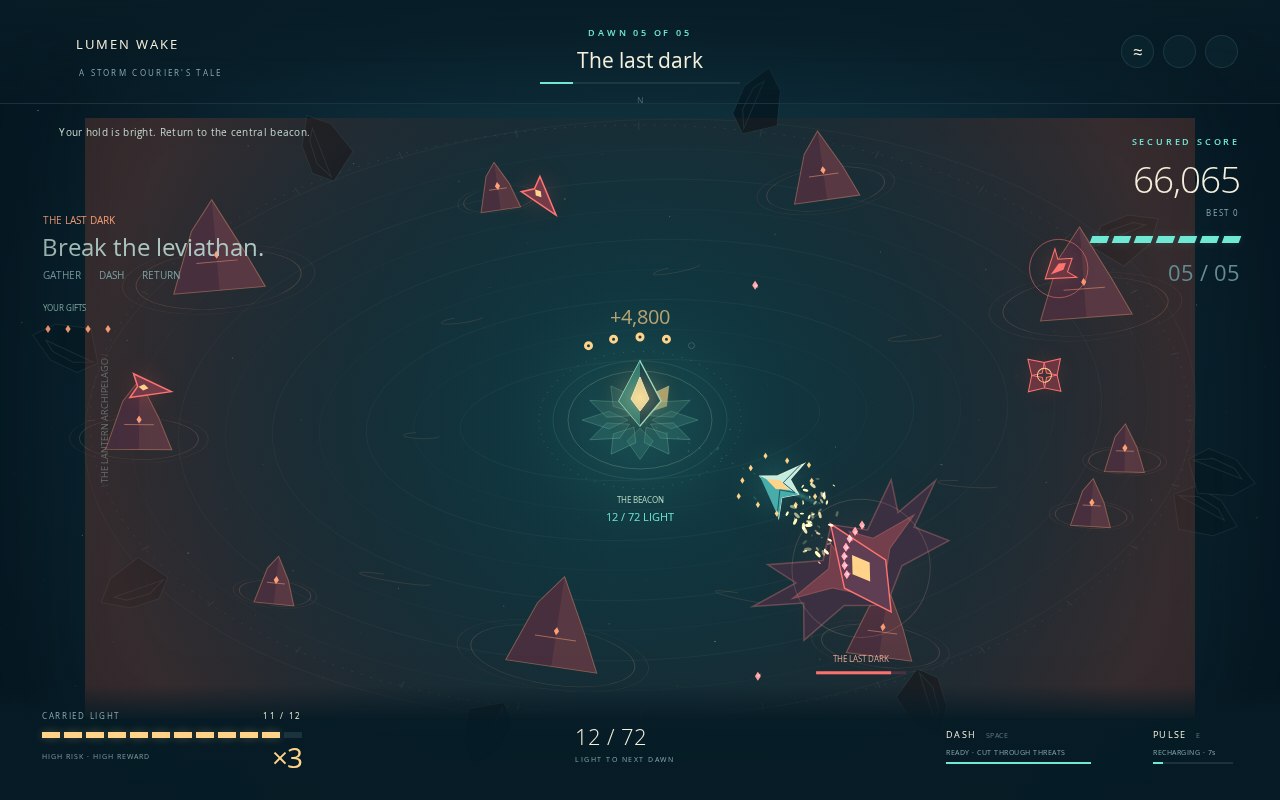 LUMEN WAKE
A STORM COURIER'S TALE
DAWN 05 OF 05
The last dark
≈
N
Your hold is bright. Return to the central beacon.
SECURED SCORE
66,065
BEST 0
05 / 05
THE LAST DARK
Break the leviathan.
GATHER DASH RETURN
YOUR GIFTS
THE LANTERN ARCHIPELAGO
+4,800
THE BEACON
12 / 72 LIGHT
THE LAST DARK
CARRIED LIGHT 11 / 12
HIGH RISK · HIGH REWARD ×3
12 / 72
LIGHT TO NEXT DAWN
DASH SPACE
READY · CUT THROUGH THREATS
PULSE E
RECHARGING · 7s